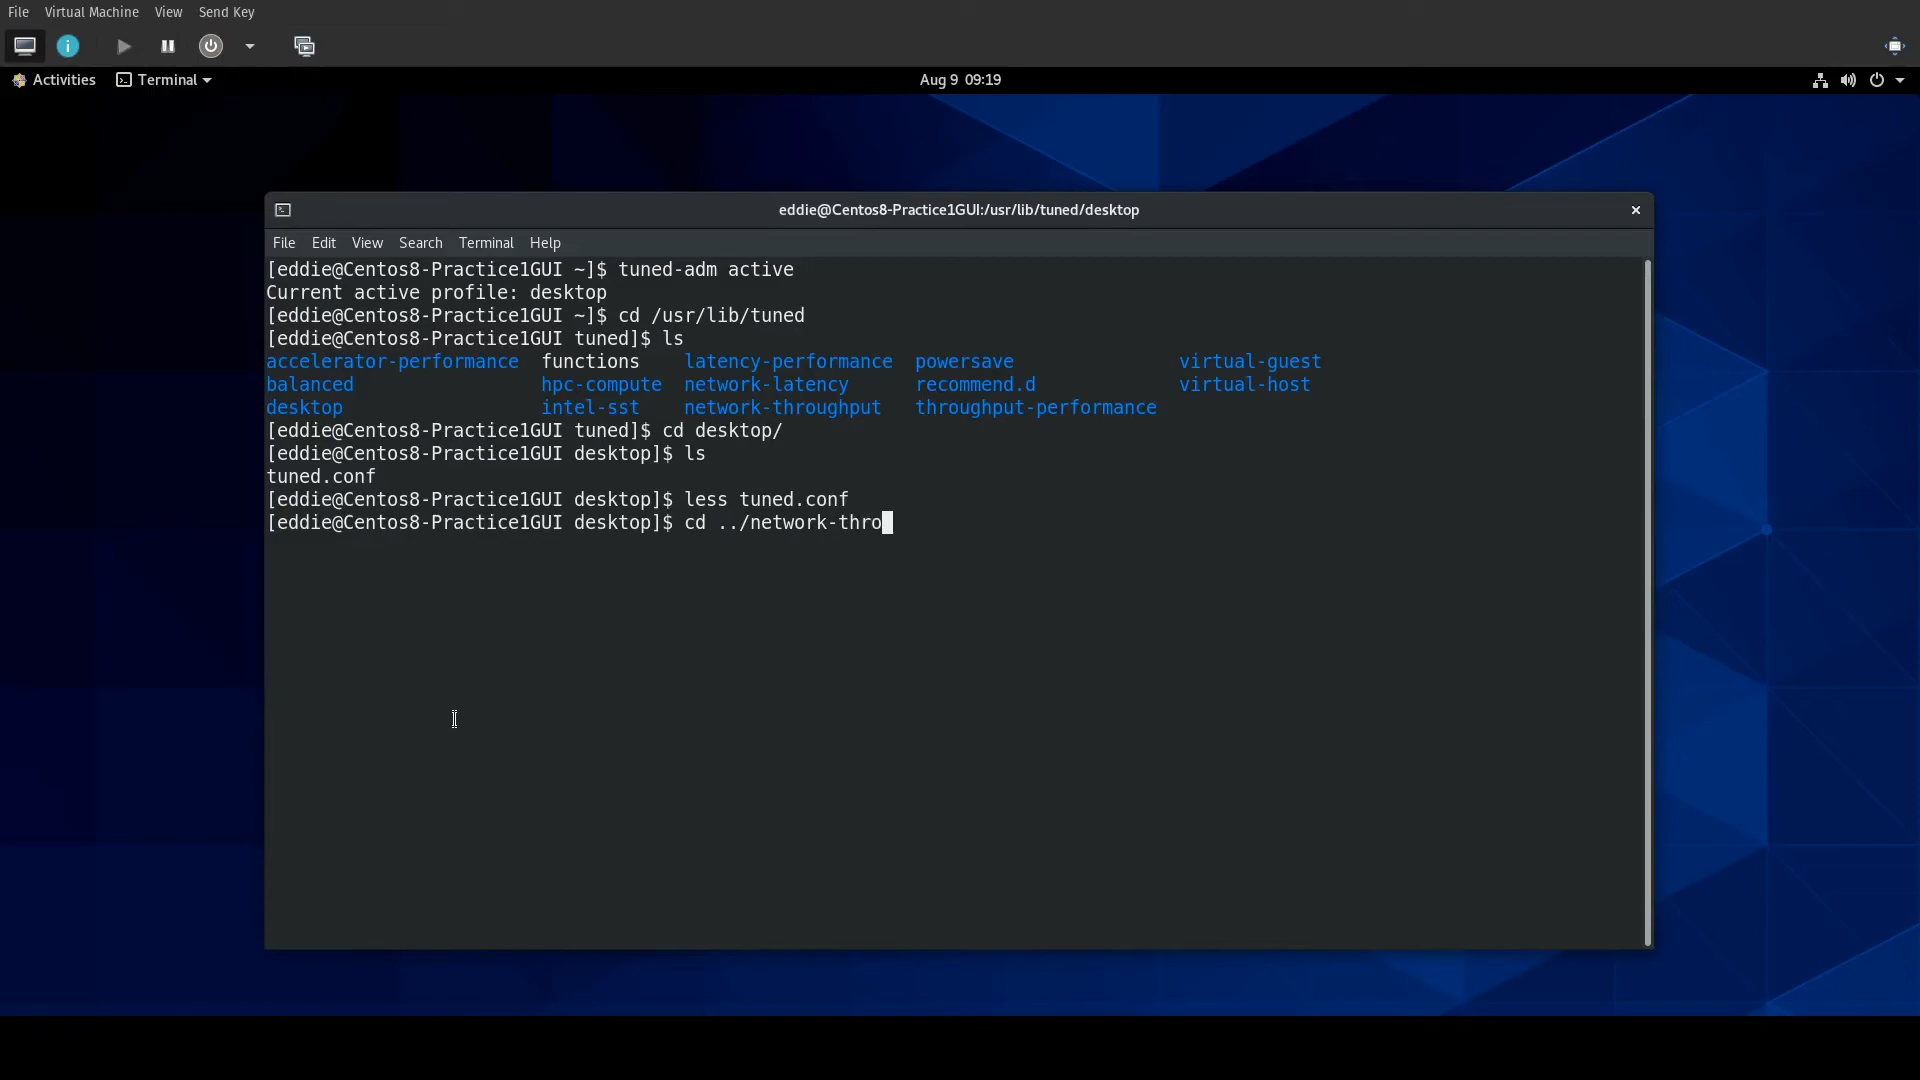 File Virtual Machine View Send Key
Activities Terminal Aug 9 09:19
eddie@Centos8-Practice1GUI:/usr/lib/tuned/desktop
File Edit View Search Terminal Help
[eddie@Centos8-Practice1GUI ~]$ tuned-adm active
Current active profile: desktop
[eddie@Centos8-Practice1GUI ~]$ cd /usr/lib/tuned
[eddie@Centos8-Practice1GUI tuned]$ ls
accelerator-performance functions latency-performance powersave virtual-guest
balanced hpc-compute network-latency recommend.d virtual-host
desktop intel-sst network-throughput throughput-performance
[eddie@Centos8-Practice1GUI tuned]$ cd desktop/
[eddie@Centos8-Practice1GUI desktop]$ ls
tuned.conf
[eddie@Centos8-Practice1GUI desktop]$ less tuned.conf
[eddie@Centos8-Practice1GUI desktop]$ cd ../network-thro